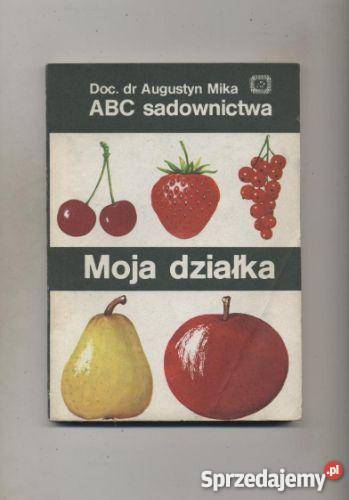 Doc. dr Augustyn Mika
ABC sadownictwa
Moja działka
Sprzedajemy.pl